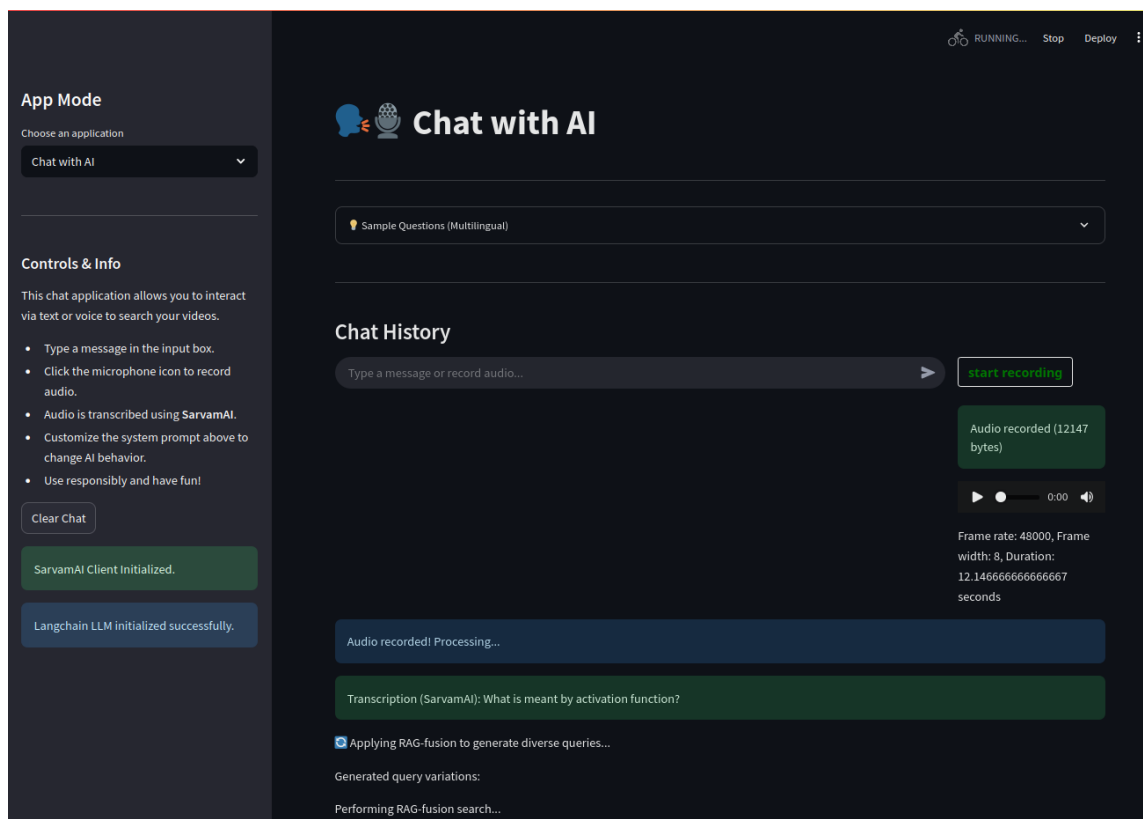 RUNNING...
Stop
Deploy
App Mode
Choose an application
Chat with AI
Controls & Info
This chat application allows you to interact
via text or voice to search your videos.
Type a message in the input box.
Click the microphone icon to record
audio.
Audio is transcribed using SarvamAI.
Customize the system prompt above to
change AI behavior.
Use responsibly and have fun!
Clear Chat
SarvamAI Client Initialized.
Langchain LLM initialized successfully.
Chat with AI
Sample Questions (Multilingual)
Chat History
Type a message or record audio...
start recording
Audio recorded (12147
bytes)
0:00
Frame rate: 48000, Frame
width: 8, Duration:
12.146666666666667
seconds
Audio recorded! Processing...
Transcription (SarvamAI): What is meant by activation function?
Applying RAG-fusion to generate diverse queries...
Generated query variations:
Performing RAG-fusion search...